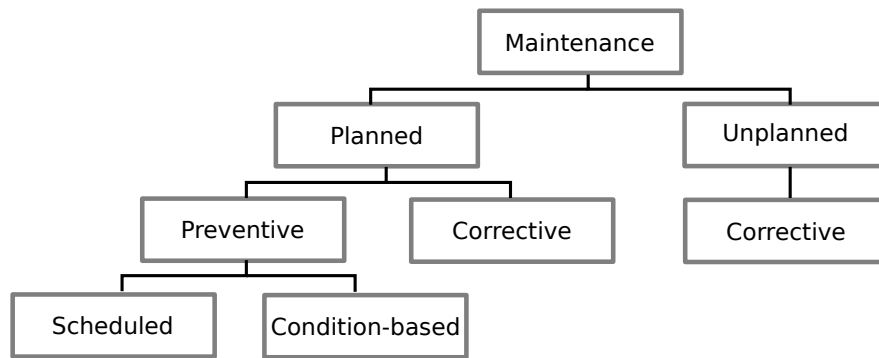 Maintenance
Planned
Unplanned
Preventive
Corrective
Corrective
Scheduled
Condition-based